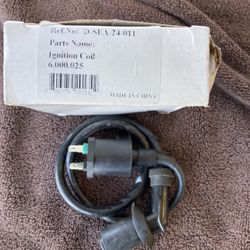 Ref.No: D-SEA-24-011
Parts Name:
Ignition Coil
6.000.025
MADE IN CHINA